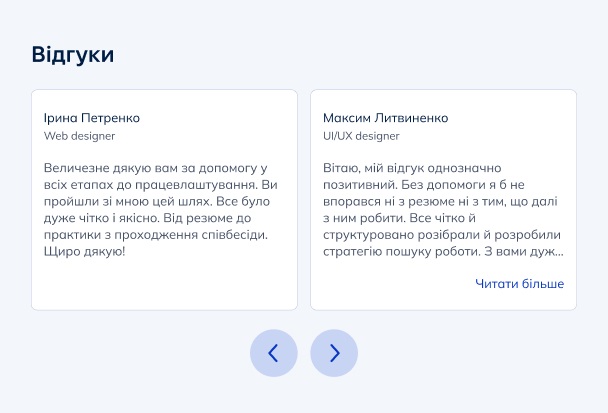 Відгуки
Ірина Петренко
Web designer
Величезне дякую вам за допомогу у
всіх етапах до працевлаштування. Ви
пройшли зі мною цей шлях. Все було
дуже чітко і якісно. Від резюме до
практики з проходження співбесіди.
Щиро дякую!
Максим Литвиненко
UI/UX designer
Вітаю, мій відгук однозначно
позитивний. Без допомоги я б не
впорався ні з резюме ні з тим, що далі
з ним робити. Все чітко й
структуровано розібрали й розробили
стратегію пошуку роботи. З вами дуж...
Читати більше